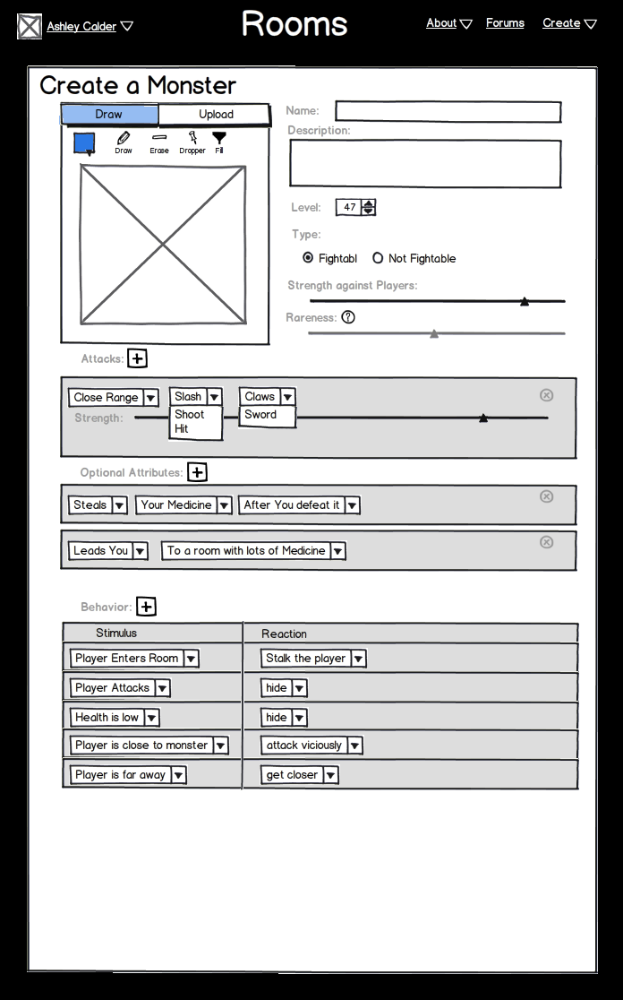 Ashley Calder
Rooms
About
Forums
Create
Create a Monster
Draw
Upload
Draw
Erase
Dropper
Fill
Name:
Description:
Level:
47
Type:
Fightabl
Not Fightable
Strength against Players:
Rareness: ?
Attacks: +
Close Range
Slash
Claws
Strength:
Shoot
Hit
Sword
Optional Attributes: +
Steals
Your Medicine
After You defeat it
Leads You
To a room with lots of Medicine
Behavior: +
Stimulus
Reaction
Player Enters Room
Stalk the player
Player Attacks
hide
Health is low
hide
Player is close to monster
attack viciously
Player is far away
get closer